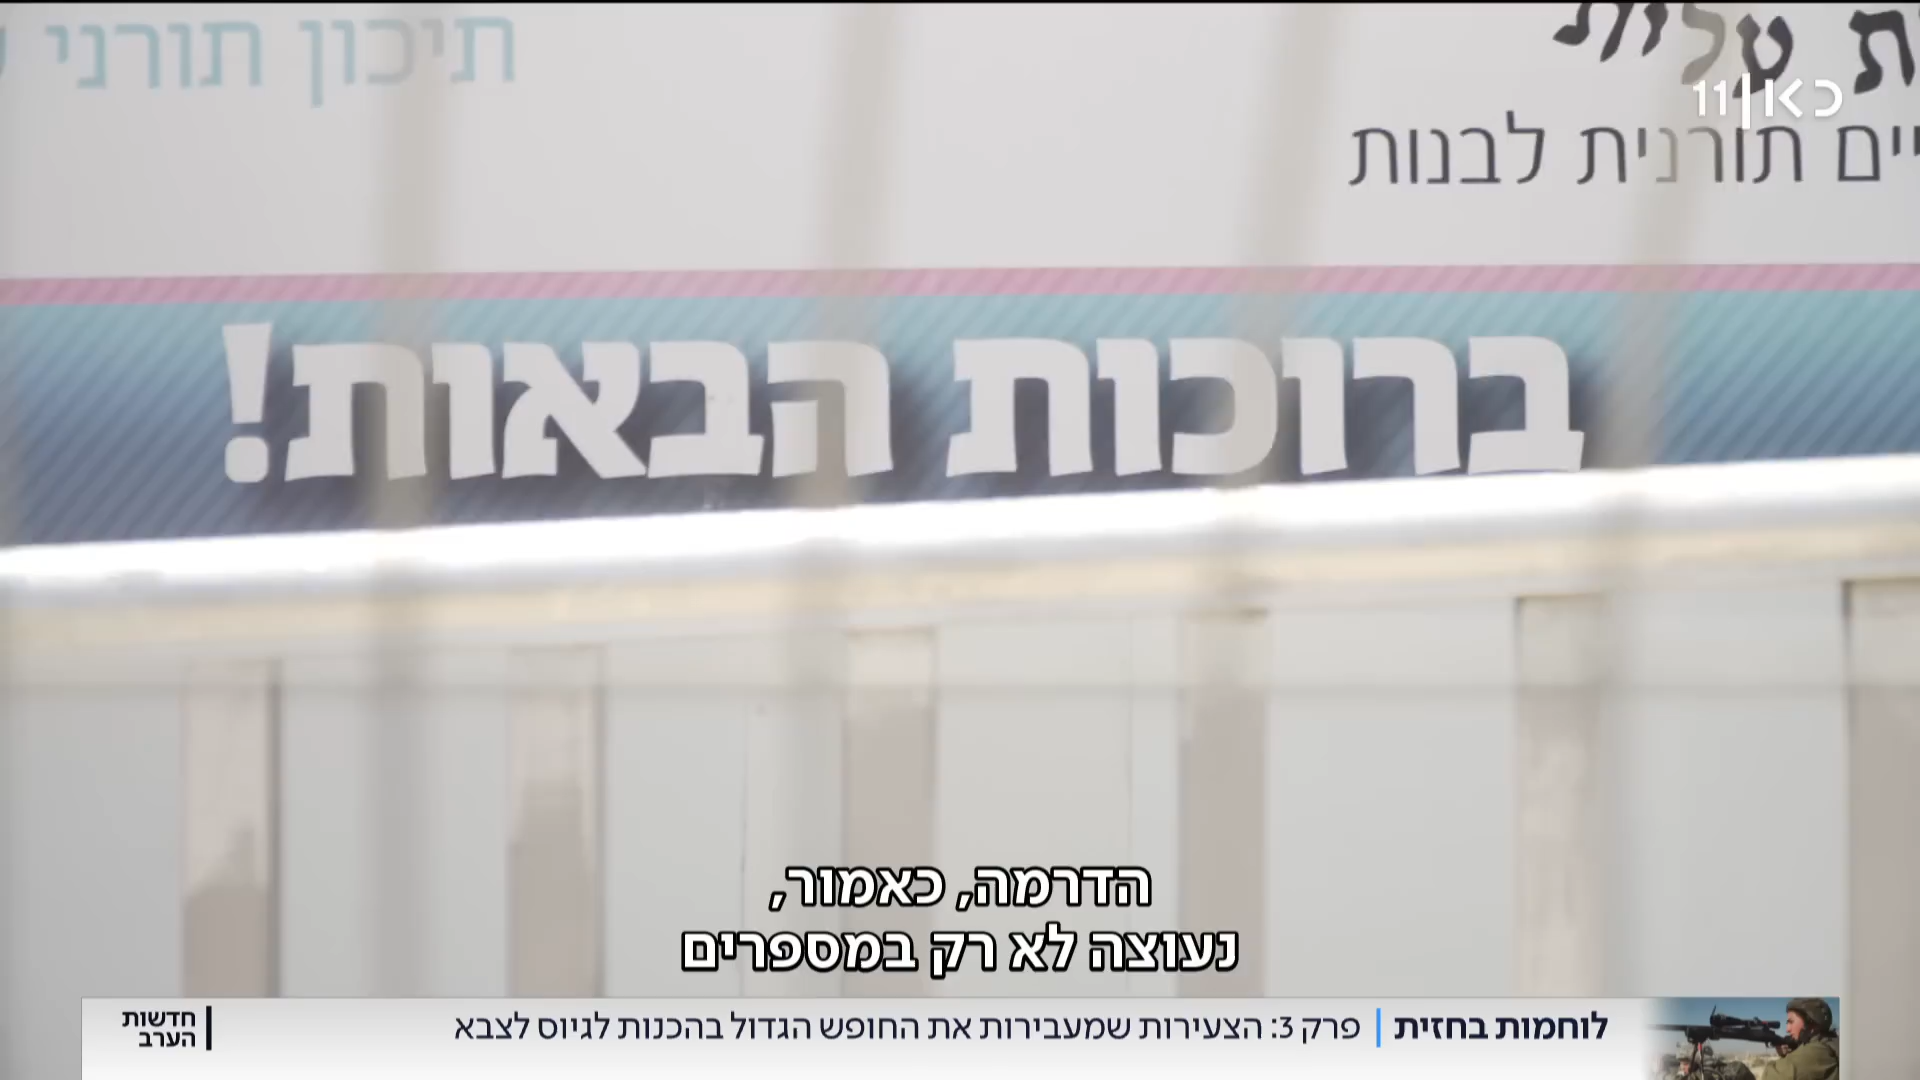 תיכון תורני
ת טלית
יים תורנית לבנות
כאן 11
ברוכות הבאות!
הדרמה, כאמור,
נעוצה לא רק במספרים
לוחמות בחזית | פרק 3: הצעירות שמעבירות את החופש הגדול בהכנות לגיוס לצבא
חדשות
הערב